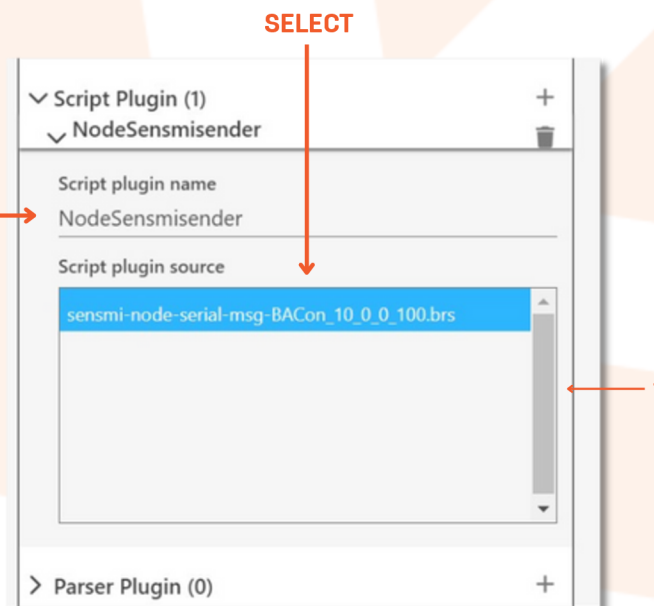 SELECT
Script Plugin (1)
NodeSensmisender
Script plugin name
NodeSensmisender
Script plugin source
sensmi-node-serial-msg-BACon_10_0_0_100.brs
Parser Plugin (0)